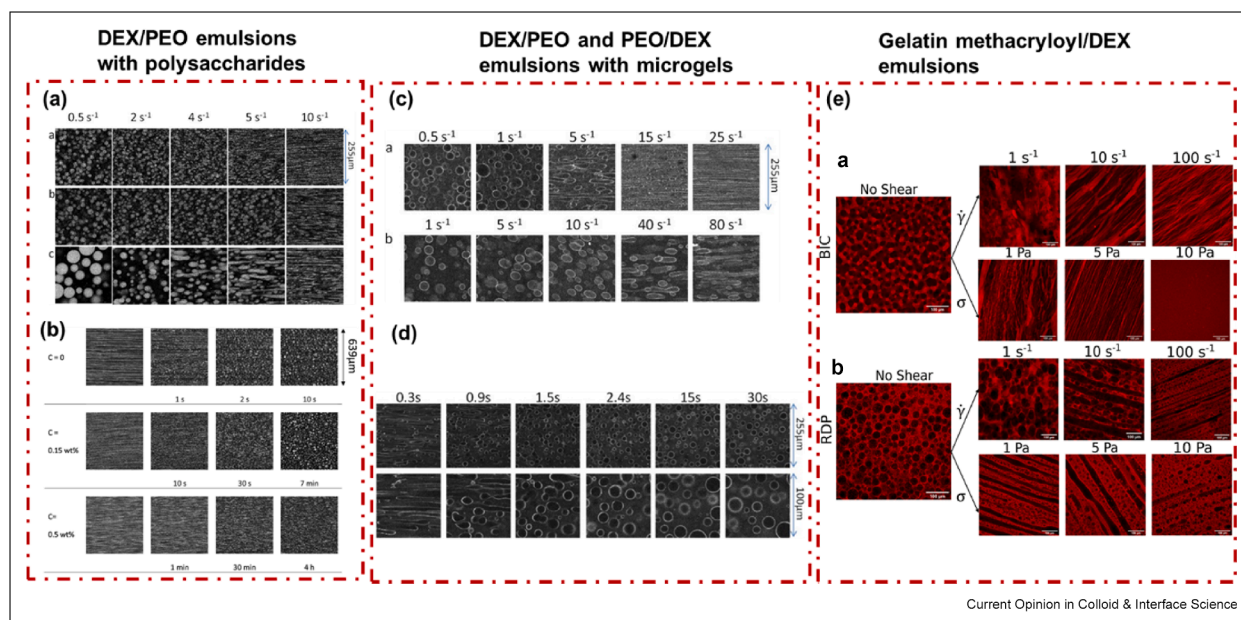 DEX/PEO emulsions
with polysaccharides
(a)
0.5 s-1 2 s-1 4 s-1 5 s-1 10 s-1
a
255µm
b
c
(b)
C = 0
639µm
1 s 2 s 10 s
C =
0.15 wt%
10 s 30 s 7 min
C=
0.5 wt%
1 min 30 min 4 h
DEX/PEO and PEO/DEX
emulsions with microgels
(c)
0.5 s-1 1 s-1 5 s-1 15 s-1 25 s-1
a
255µm
1 s-1 5 s-1 10 s-1 40 s-1 80 s-1
b
(d)
0.3s 0.9s 1.5s 2.4s 15s 30s
255µm
100µm
Gelatin methacryloyl/DEX
emulsions
(e)
a
1 s-1 10 s-1 100 s-1
No Shear
γ̇
BIC
1 Pa 5 Pa 10 Pa
σ
100 µm
b
1 s-1 10 s-1 100 s-1
No Shear
γ̇
RDP
1 Pa 5 Pa 10 Pa
σ
100 µm
Current Opinion in Colloid & Interface Science